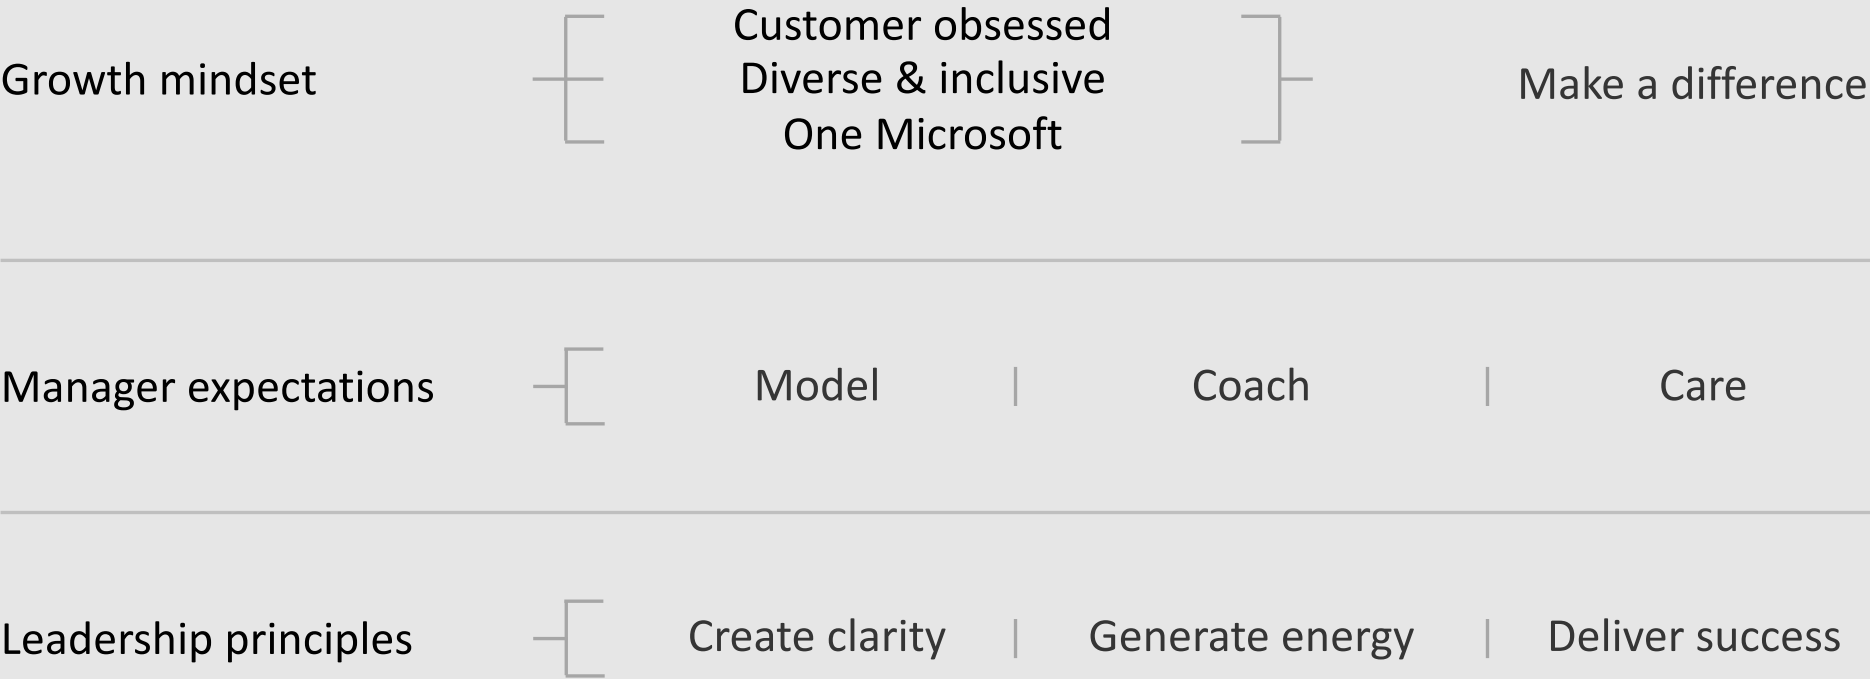 Growth mindset
Customer obsessed
Diverse & inclusive
One Microsoft
Make a difference
Manager expectations
Model | Coach | Care
Leadership principles
Create clarity | Generate energy | Deliver success